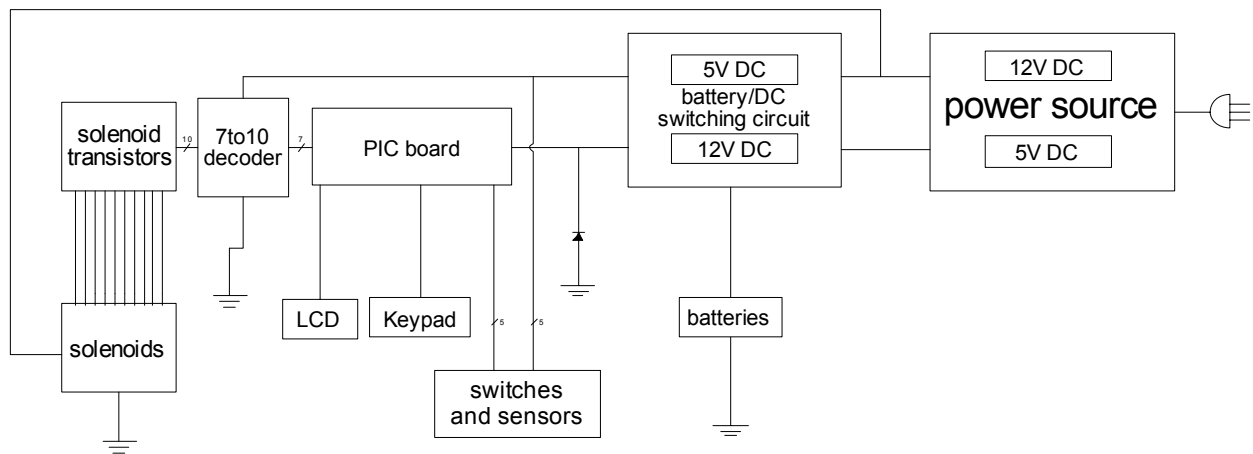 solenoid
transistors
10
7to10
decoder
7
PIC board
5V DC
battery/DC
switching circuit
12V DC
12V DC
power source
5V DC
LCD
Keypad
5
5
batteries
solenoids
switches
and sensors